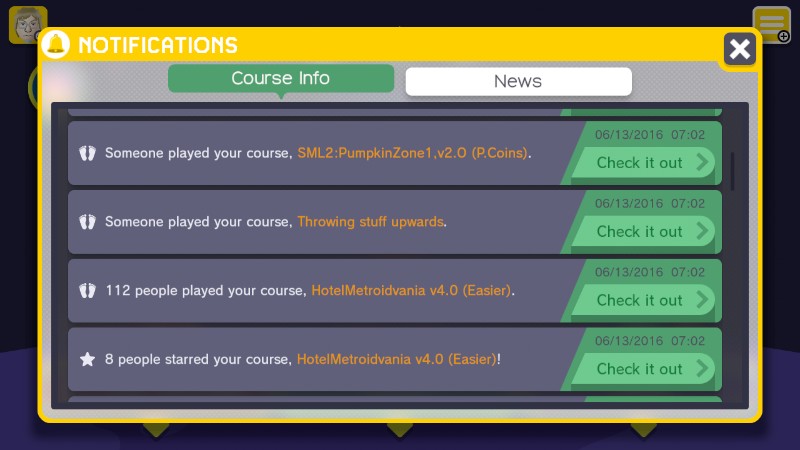 NOTIFICATIONS
Course Info
News
06/13/2016 07:02
Someone played your course, SML2:PumpkinZone1,v2.0 (P.Coins).
Check it out
06/13/2016 07:02
Someone played your course, Throwing stuff upwards.
Check it out
06/13/2016 07:02
112 people played your course, HotelMetroidvania v4.0 (Easier).
Check it out
06/13/2016 07:02
8 people starred your course, HotelMetroidvania v4.0 (Easier)!
Check it out